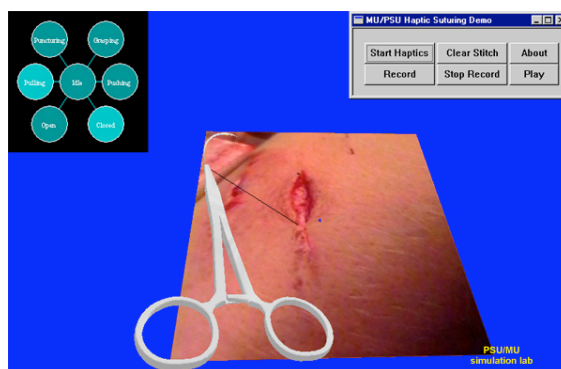 Puncturing Grasping
Pulling Idle Pushing
Open Closed
MU/PSU Haptic Suturing Demo
Start Haptics Clear Stitch About
Record Stop Record Play
PSU/MU
simulation lab